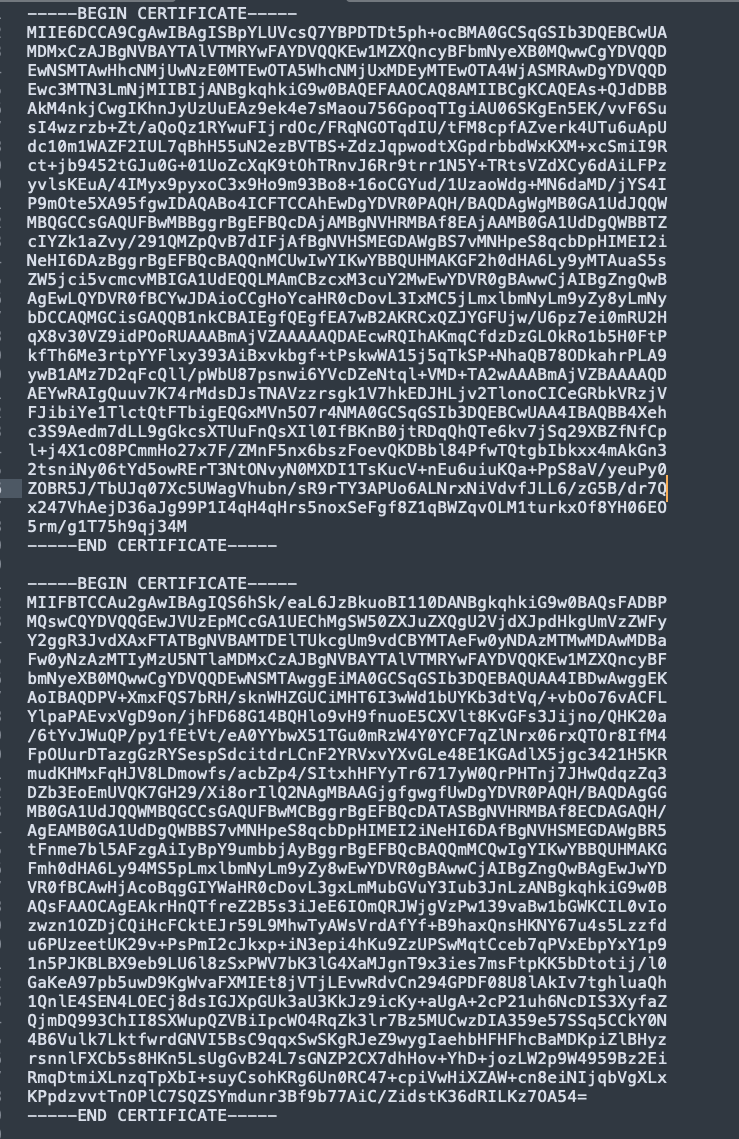 -----BEGIN CERTIFICATE-----
MIIE6DCCA9CgAwIBAgISBpYLUVcsQ7YBPDTDt5ph+ocBMA0GCSqGSIb3DQEBCwUA
MDMxCzAJBgNVBAYTAlVTMRYwFAYDVQQKEw1MZXQncyBFbmNyeXB0MQwwCgYDVQQD
EwNSMTAwHhcNMjUwNzE0MTEwOTA5WhcNMjUxMDEyMTEwOTA4WjASMRAwDgYDVQQD
Ewc3MTN3LmNjMIIBIjANBgkqhkiG9w0BAQEFAAOCAQ8AMIIBCgKCAQEAs+QJdDBB
AkM4nkjCwgIKhnJyUzUuEAz9ek4e7sMaou756GpoqTIgiAU06SKgEn5EK/vvF6Su
sI4wzrzb+Zt/aQoQz1RYwuFIjrdOc/FRqNGOTqdIU/tFM8cpfAZverk4UTu6uApU
dc10m1WAZF2IUL7qBhH55uN2ezBVTBS+ZdzJqpwodtXGpdrbbdWxKXM+xcSmiI9R
ct+jb9452tGJu0G+01UoZcXqK9tOhTRnvJ6Rr9trr1N5Y+TRtsVZdXCy6dAiLFPz
yvlsKEuA/4IMyx9pyxoC3x9Ho9m93Bo8+16oCGYud/1UzaoWdg+MN6daMD/jYS4I
P9mOte5XA95fgwIDAQABo4ICFTCCAhEwDgYDVR0PAQH/BAQDAgWgMB0GA1UdJQQW
MBQGCCsGAQUFBwMBBggrBgEFBQcDAjAMBgNVHRMBAf8EAjAAMB0GA1UdDgQWBBTZ
cIYZk1aZvy/291QMZpQvB7dIFjAfBgNVHSMEGDAWgBS7vMNHpeS8qcbDpHIMEI2i
NeHI6DAzBggrBgEFBQcBAQQnMCUwIwYIKwYBBQUHMAKGF2h0dHA6Ly9yMTAuaS5s
ZW5jci5vcmcvMBIGA1UdEQQLMAmCBzcxM3cuY2MwEwYDVR0gBAwwCjAIBgZngQwB
AgEwLQYDVR0fBCYwJDAioCCgHoYcaHR0cDovL3IxMC5jLmxlbmNyLm9yZy8yLmNy
bDCCAQMGCisGAQQB1nkCBAIEgfQEgfEA7wB2AKRCxQZJYGFUjw/U6pz7ei0mRU2H
qX8v30VZ9idPOoRUAAABmAjVZAAAAAQDAEcwRQIhAKmqCfdzDzGLOkRo1b5H0FtP
kfTh6Me3rtpYYFlxy393AiBxvkbgf+tPskwWA15j5qTkSP+NhaQB78ODkahrPLA9
ywB1AMz7D2qFcQll/pWbU87psnwi6YVcDZeNtql+VMD+TA2wAAABmAjVZBAAAAQD
AEYwRAIgQuuv7K74rMdsDJsTNAVzzrsgk1V7hkEDJHLjv2TlonoCICeGRbkVRzjV
FJibiYe1TlctQtFTbigEQGxMVn5O7r4NMA0GCSqGSIb3DQEBCwUAA4IBAQBB4Xeh
c3S9Aedm7dLL9gGkcsXTUuFnQsXIl0IfBKnB0jtRDqQhQTe6kv7jSq29XBZfNfCp
l+j4X1cO8PCmmHo27x7F/ZMnF5nx6bszFoevQKDBbl84PfwTQtgbIbkxx4mAkGn3
2tsniNy06tYd5owRErT3NtONvyN0MXDI1TsKucV+nEu6uiuKQa+PpS8aV/yeuPy0
ZOBR5J/TbUJq07Xc5UWagVhubn/sR9rTY3APUo6ALNrxNiVdvfJLL6/zG5B/dr7Q
x247VhAejD36aJg99P1I4qH4qHrs5noxSeFgf8Z1qBWZqvOLM1turkxOf8YH06EO
5rm/g1T75h9qj34M
-----END CERTIFICATE-----
-----BEGIN CERTIFICATE-----
MIIFBTCCAu2gAwIBAgIQS6hSk/eaL6JzBkuoBI110DANBgkqhkiG9w0BAQsFADBP
MQswCQYDVQQGEwJVUzEpMCcGA1UEChMgSW50ZXJuZXQgU2VjdXJpdHkgUmVzZWFy
Y2ggR3JvdXAxFTATBgNVBAMTDElTUkcgUm9vdCBYMTAeFw0yNDAzMTMwMDAwMDBa
Fw0yNzAzMTIyMzU5NTlaMDMxCzAJBgNVBAYTAlVTMRYwFAYDVQQKEw1MZXQncyBF
bmNyeXB0MQwwCgYDVQQDEwNSMTAwggEiMA0GCSqGSIb3DQEBAQUAA4IBDwAwggEK
AoIBAQDPV+XmxFQS7bRH/sknWHZGUCiMHT6I3wWd1bUYKb3dtVq/+vbOo76vACFL
YlpaPAEvxVgD9on/jhFD68G14BQHlo9vH9fnuoE5CXVlt8KvGFs3Jijno/QHK20a
/6tYvJWuQP/py1fEtVt/eA0YYbwX51TGu0mRzW4Y0YCF7qZlNrx06rxQTOr8IfM4
FpOUurDTazgGzRYSespSdcitdrLCnF2YRVxvYXvGLe48E1KGAdlX5jgc3421H5KR
mudKHMxFqHJV8LDmowfs/acbZp4/SItxhHFYyTr6717yW0QrPHTnj7JHwQdqzZq3
DZb3EoEmUVQK7GH29/Xi8orIlQ2NAgMBAAGjgfgwgfUwDgYDVR0PAQH/BAQDAgGG
MB0GA1UdJQQWMBQGCCsGAQUFBwMCBggrBgEFBQcDATASBgNVHRMBAf8ECDAGAQH/
AgEAMB0GA1UdDgQWBBS7vMNHpeS8qcbDpHIMEI2iNeHI6DAfBgNVHSMEGDAWgBR5
tFnme7bl5AFzgAiIyBpY9umbbjAyBggrBgEFBQcBAQQmMCQwIgYIKwYBBQUHMAKG
Fmh0dHA6Ly94MS5pLmxlbmNyLm9yZy8wEwYDVR0gBAwwCjAIBgZngQwBAgEwJwYD
VR0fBCAwHjAcoBqgGIYWaHR0cDovL3gxLmMubGVuY3Iub3JnLzANBgkqhkiG9w0B
AQsFAAOCAgEAkrHnQTfreZ2B5s3iJeE6IOmQRJWjgVzPw139vaBw1bGWKCIL0vIo
zwzn1OZDjCQiHcFCktEJr59L9MhwTyAWsVrdAfYf+B9haxQnsHKNY67u4s5Lzzfd
u6PUzeetUK29v+PsPmI2cJkxp+iN3epi4hKu9ZzUPSwMqtCceb7qPVxEbpYxY1p9
1n5PJKBLBX9eb9LU6l8zSxPWV7bK3lG4XaMJgnT9x3ies7msFtpKK5bDtotij/l0
GaKeA97pb5uwD9KgWvaFXMIEt8jVTjLEvwRdvCn294GPDF08U8lAkIv7tghluaQh
1QnlE4SEN4LOECj8dsIGJXpGUk3aU3KkJz9icKy+aUgA+2cP21uh6NcDIS3XyfaZ
QjmDQ993ChII8SXWupQZVBiIpcWO4RqZk3lr7Bz5MUCwzDIA359e57SSq5CCkY0N
4B6Vulk7LktfwrdGNVI5BsC9qqxSwSKgRJeZ9wygIaehbHFHFhcBaMDKpiZlBHyz
rsnnlFXCb5s8HKn5LsUgGvB24L7sGNZP2CX7dhHov+YhD+jozLW2p9W4959Bz2Ei
RmqDtmiXLnzqTpXbI+suyCsohKRg6Un0RC47+cpiVwHiXZAW+cn8eiNIjqbVgXLx
KPpdzvvtTnOPlC7SQZSYmdunr3Bf9b77AiC/ZidstK36dRILKz7OA54=
-----END CERTIFICATE-----